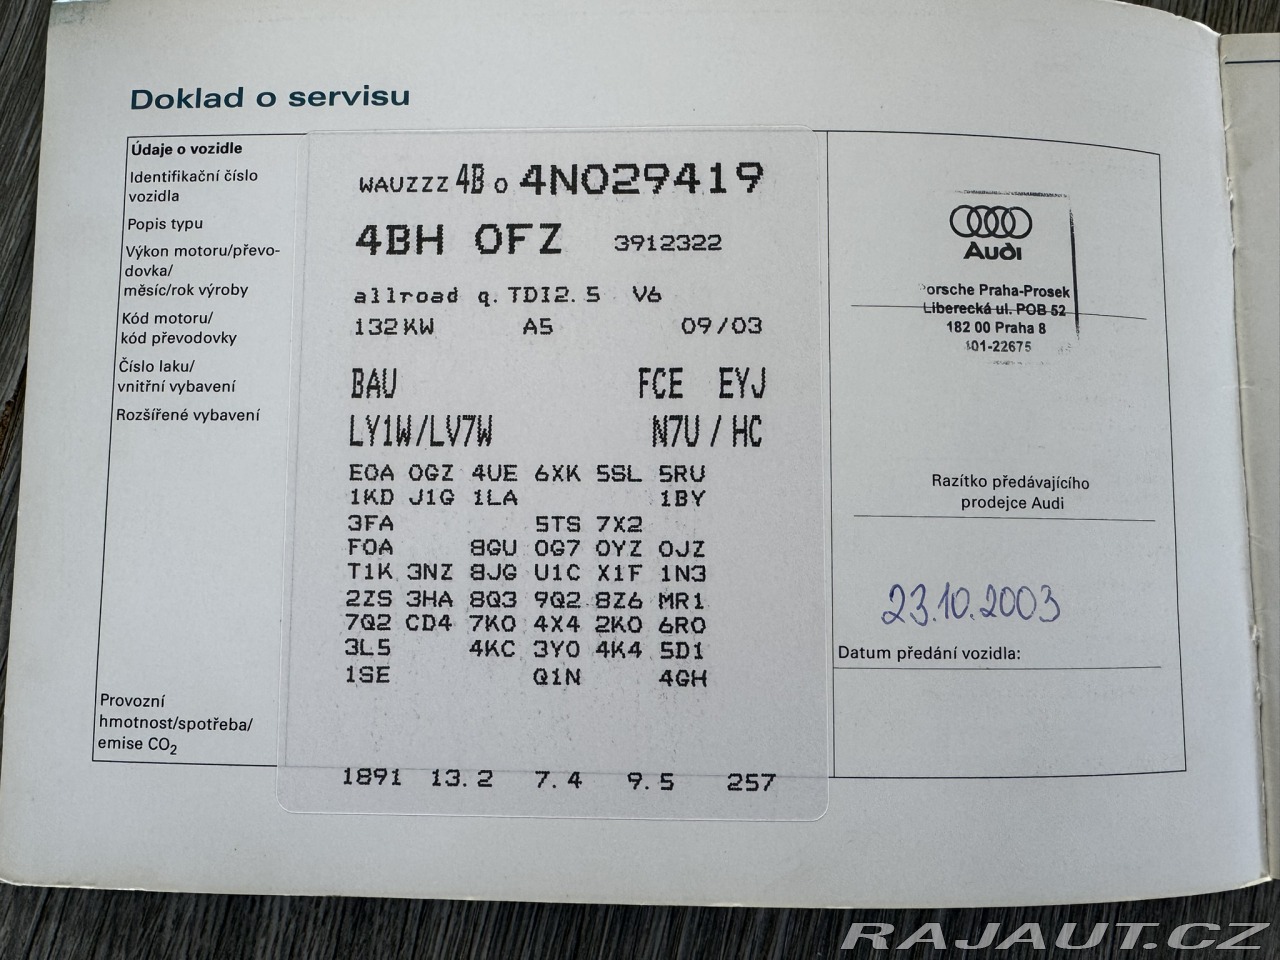 Doklad o servisu
Údaje o vozidle
Identifikační číslo
vozidla
WAUZZZ 4B 0 4N029419
Popis typu
4BH 0FZ 3912322
Výkon motoru/převo-
dovka/
měsíc/rok výroby
allroad q. TDI2.5 V6
132KW A5 09/03
Kód motoru/
kód převodovky
BAU FCE EYJ
Číslo laku/
vnitřní vybavení
LY1W/LV7W N7U / HC
Rozšířené vybavení
E0A 0GZ 4UE 6XK 5SL 5RU
1KD J1G 1LA 1BY
3FA 5TS 7X2
F0A 8GU 0G7 0YZ 0JZ
T1K 3NZ 8JG U1C X1F 1N3
2ZS 3HA 8Q3 9Q2 8Z6 MR1
7Q2 CD4 7K0 4X4 2K0 6R0
3L5 4KC 3Y0 4K4 5D1
1SE Q1N 4GH
Provozní
hmotnost/spotřeba/
emise CO2
1891 13.2 7.4 9.5 257
Audi
Porsche Praha-Prosek
Liberecká ul. POB 52
182 00 Praha 8
401-22675
Razítko předávajícího
prodejce Audi
23.10.2003
Datum předání vozidla:
RAJAUT.CZ